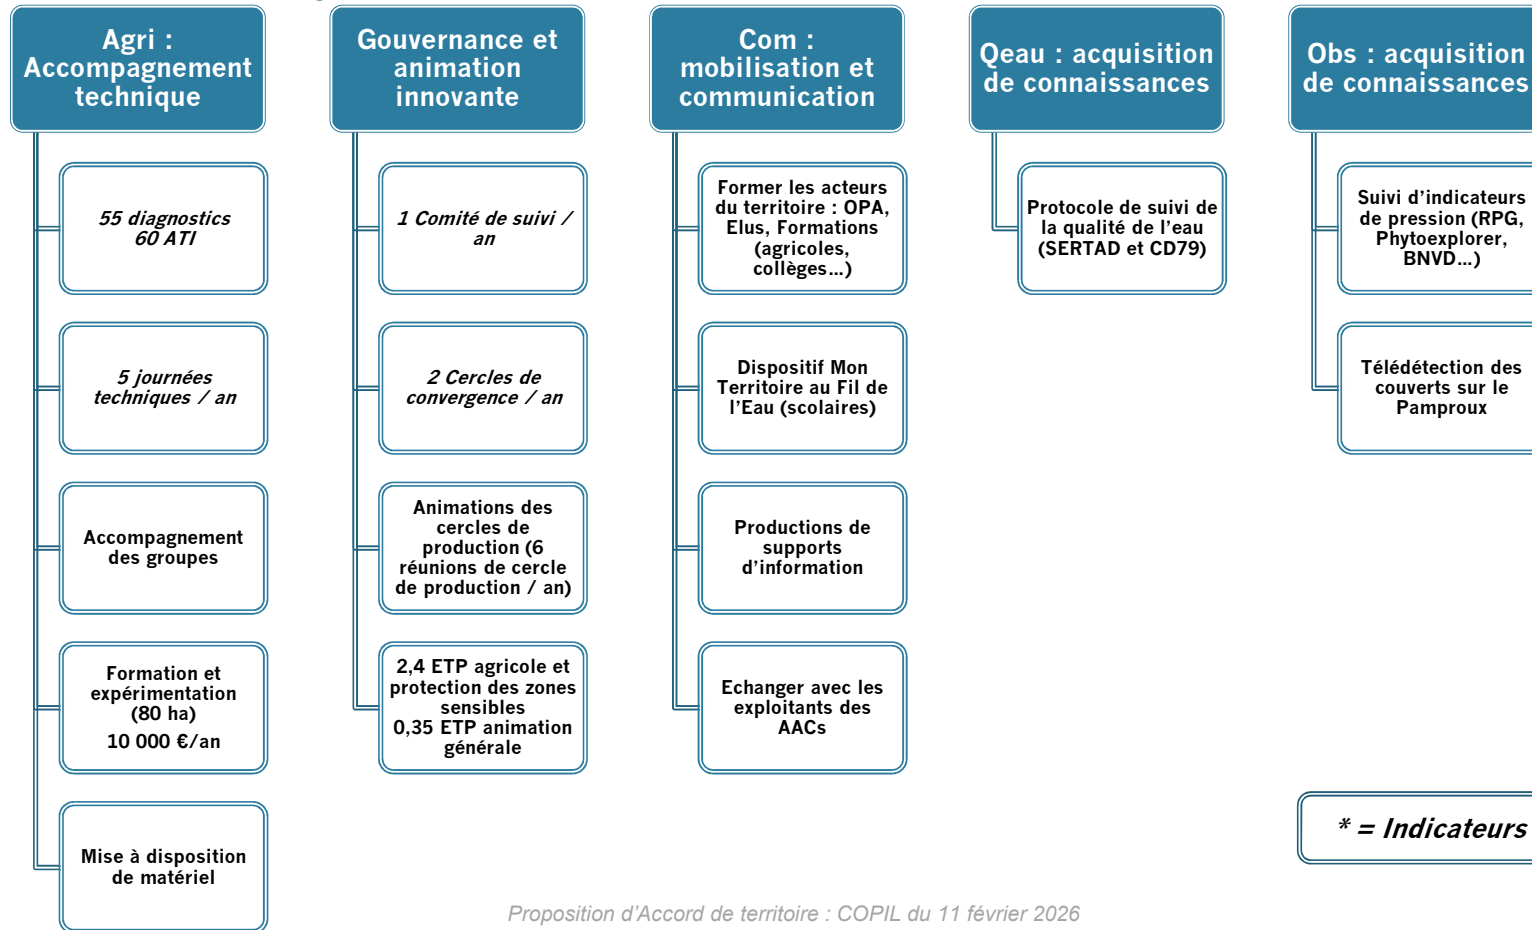 Agri :
Accompagnement
technique
55 diagnostics
60 ATI
5 journées
techniques / an
Accompagnement
des groupes
Formation et
expérimentation
(80 ha)
10 000 €/an
Mise à disposition
de matériel
Gouvernance et
animation
innovante
1 Comité de suivi /
an
2 Cercles de
convergence / an
Animations des
cercles de
production (6
réunions de cercle
de production / an)
2,4 ETP agricole et
protection des zones
sensibles
0,35 ETP animation
générale
Com :
mobilisation et
communication
Former les acteurs
du territoire : OPA,
Elus, Formations
(agricoles,
collèges...)
Dispositif Mon
Territoire au Fil de
l'Eau (scolaires)
Productions de
supports
d'information
Echanger avec les
exploitants des
AACs
Qeau : acquisition
de connaissances
Protocole de suivi de
la qualité de l'eau
(SERTAD et CD79)
Obs : acquisition
de connaissances
Suivi d'indicateurs
de pression (RPG,
Phytoexplorer,
BNVD...)
Télédétection des
couverts sur le
Pamproux
* = Indicateurs
Proposition d'Accord de territoire : COPIL du 11 février 2026